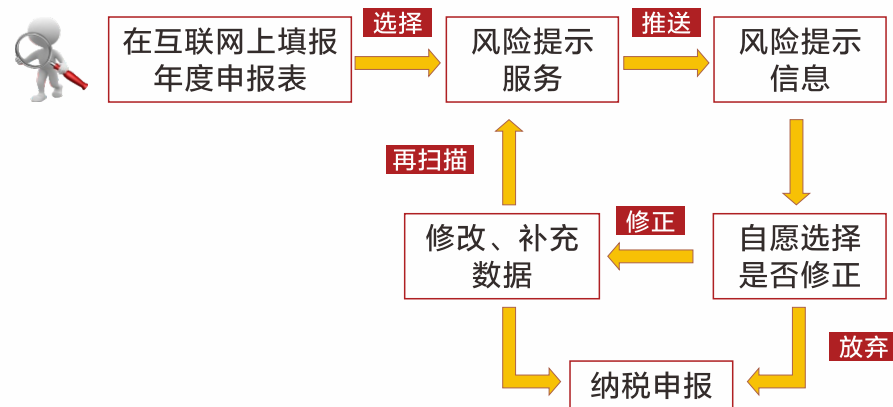 在互联网上填报
年度申报表
选择
风险提示
服务
推送
风险提示
信息
再扫描
修改、补充
数据
修正
自愿选择
是否修正
放弃
纳税申报